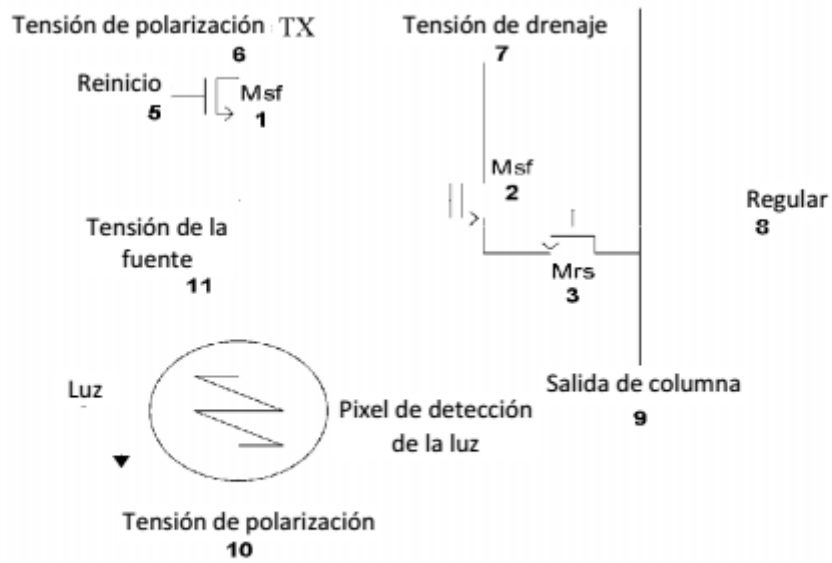 Tensión de polarización TX
6
Tensión de drenaje
7
Reinicio
5
Msf
1
Msf
2
Regular
8
Tensión de la
fuente
11
Mrs
3
Luz
Pixel de detección
de la luz
Salida de columna
9
Tensión de polarización
10